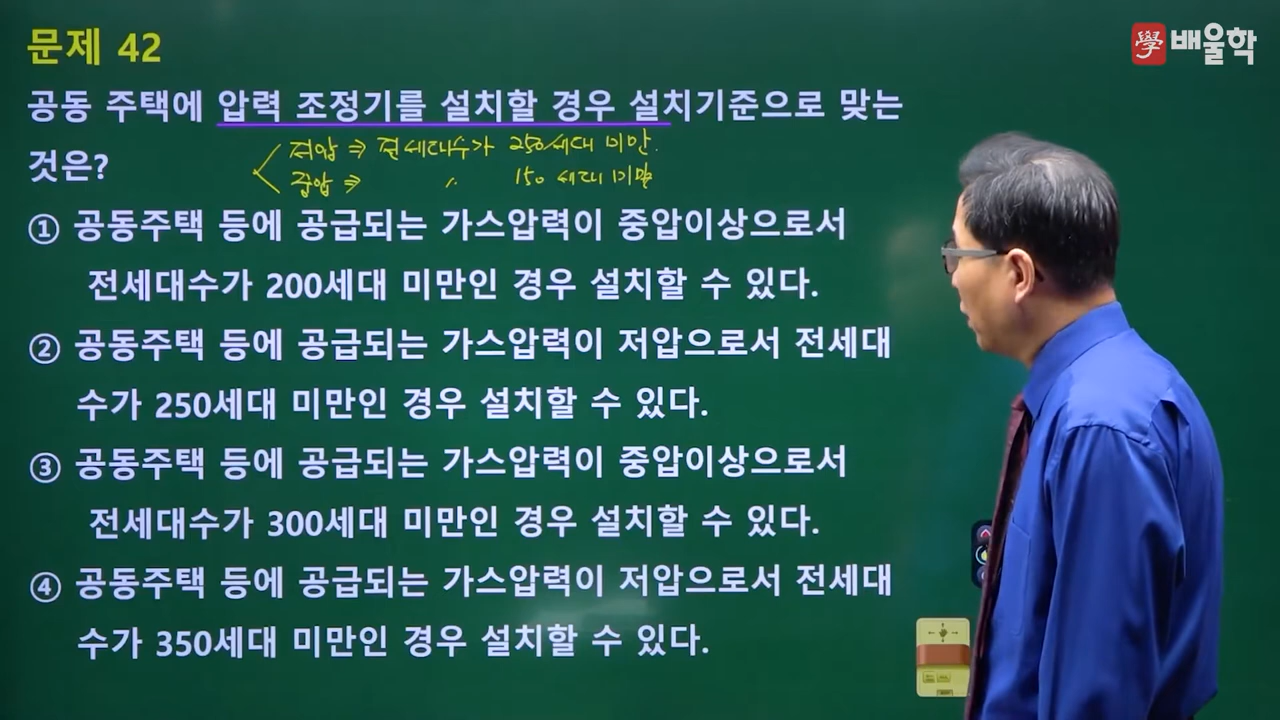 문제 42
學 배울학
공동 주택에 압력 조정기를 설치할 경우 설치기준으로 맞는
저압 ⇒ 전세대수가 250세대 미만.
것은?
중압 ⇒ 〃 150 세대 미만
① 공동주택 등에 공급되는 가스압력이 중압이상으로서
전세대수가 200세대 미만인 경우 설치할 수 있다.
② 공동주택 등에 공급되는 가스압력이 저압으로서 전세대
수가 250세대 미만인 경우 설치할 수 있다.
③ 공동주택 등에 공급되는 가스압력이 중압이상으로서
전세대수가 300세대 미만인 경우 설치할 수 있다.
④ 공동주택 등에 공급되는 가스압력이 저압으로서 전세대
수가 350세대 미만인 경우 설치할 수 있다.